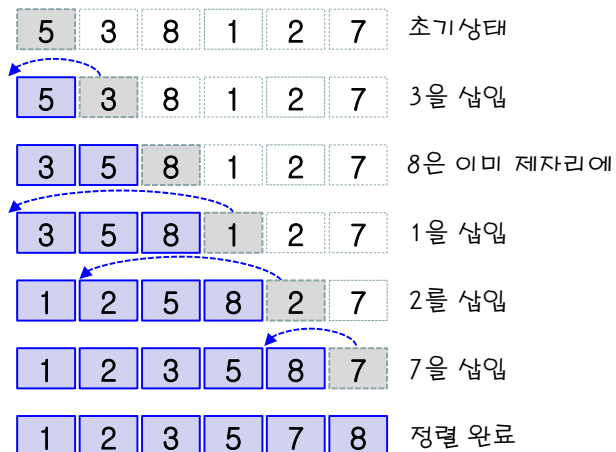 5 3 8 1 2 7 초기상태
5 3 8 1 2 7 3을 삽입
3 5 8 1 2 7 8은 이미 제자리에
3 5 8 1 2 7 1을 삽입
1 2 5 8 2 7 2를 삽입
1 2 3 5 8 7 7을 삽입
1 2 3 5 7 8 정렬 완료